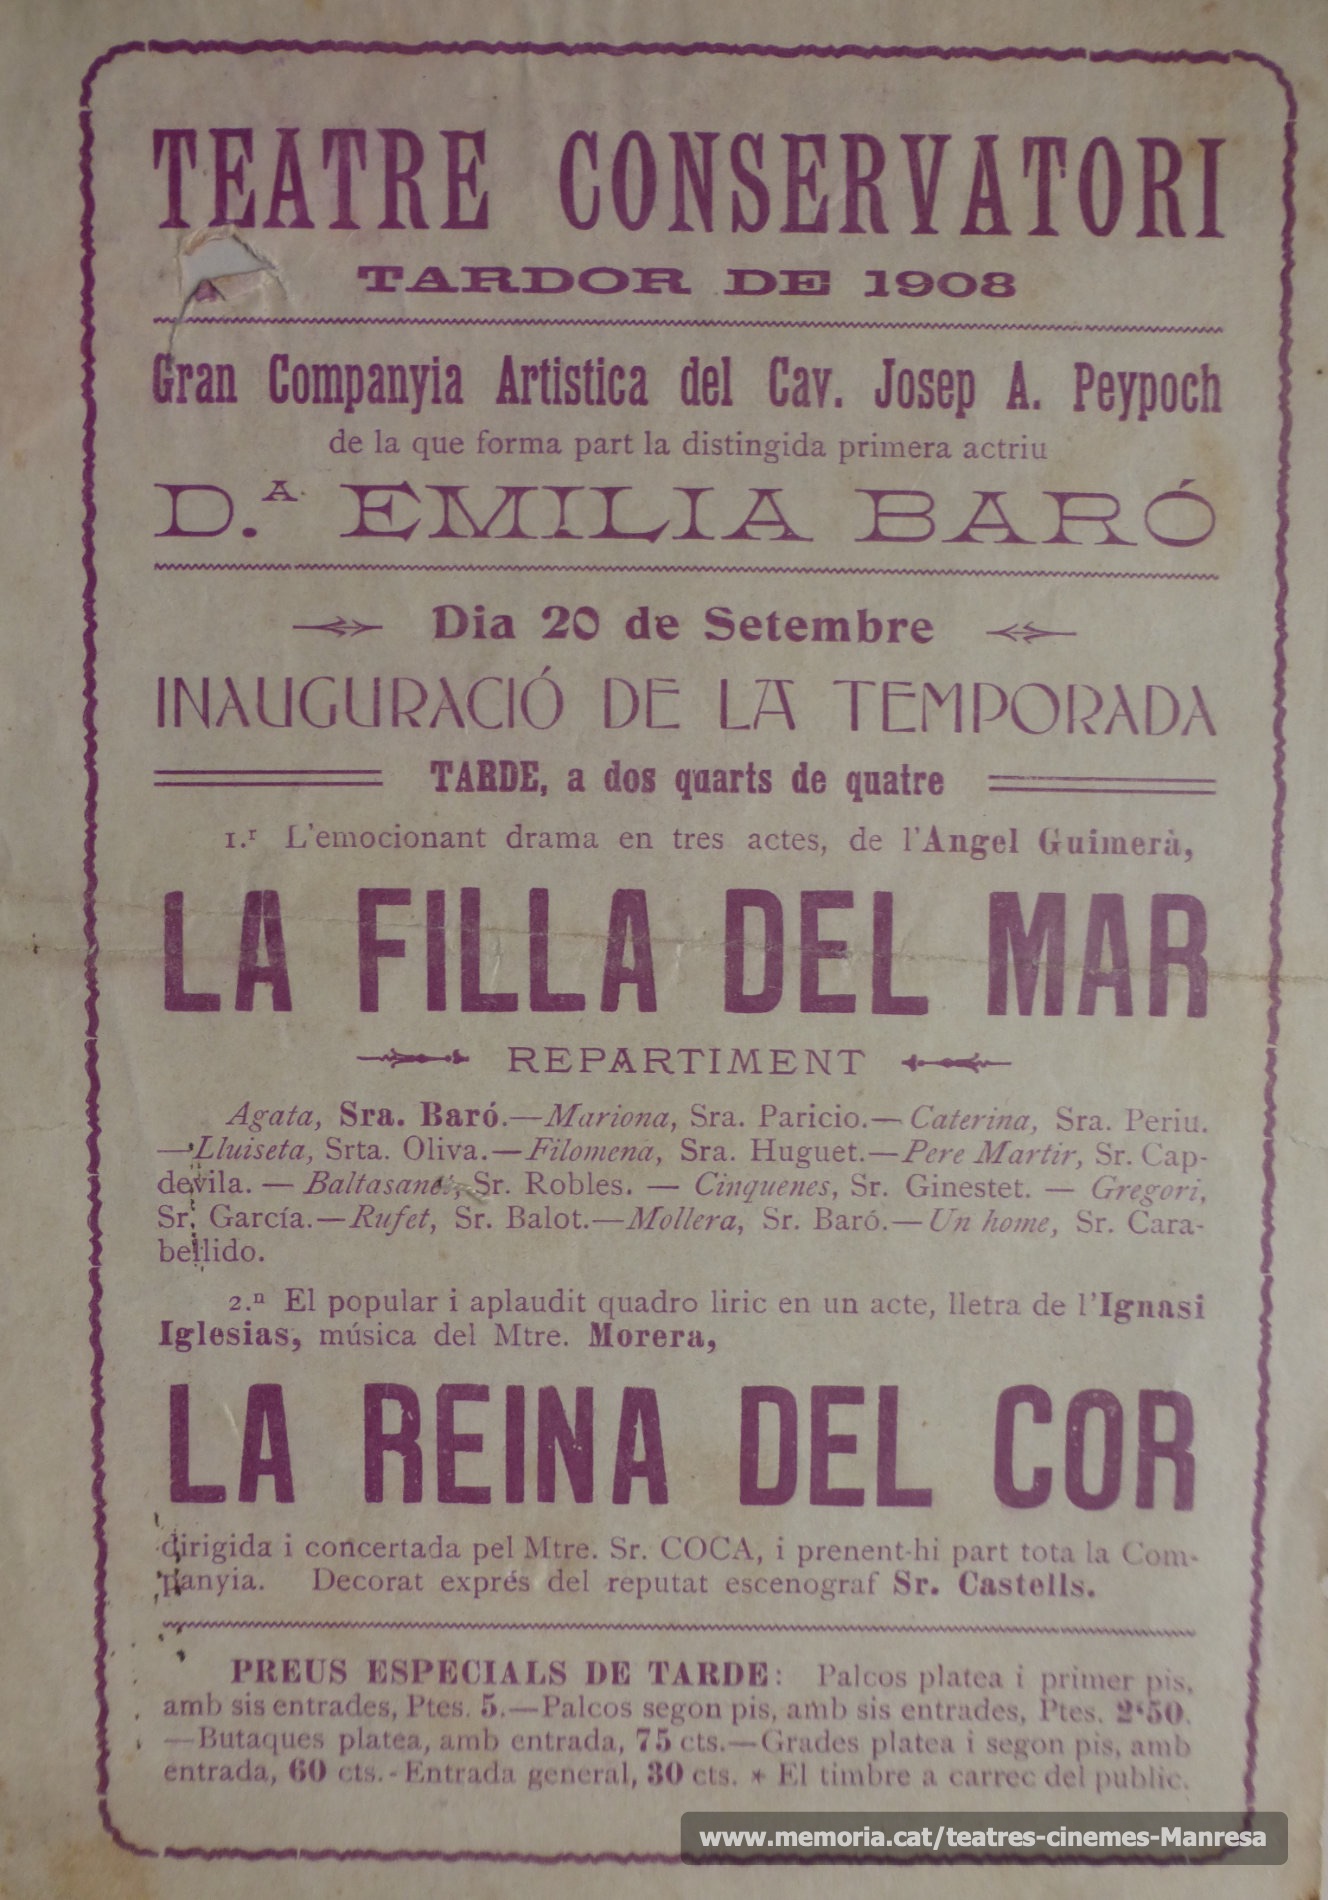 TEATRE CONSERVATORI
TARDOR DE 1908
Gran Companyia Artistica del Cav. Josep A. Peypoch
de la que forma part la distingida primera actriu
D.A EMILIA BARÓ
Dia 20 de Setembre
INAUGURACIÓ DE LA TEMPORADA
TARDE, a dos quarts de quatre
1.r L'emocionant drama en tres actes, de l'Angel Guimerà,
LA FILLA DEL MAR
REPARTIMENT
Agata, Sra. Baró.—Mariona, Sra. Paricio.—Caterina, Sra. Periu.
—Lluiseta, Srta. Oliva.—Filomena, Sra. Huguet.—Pere Martir, Sr. Cap-
devila. — Baltasanet, Sr. Robles. — Cinquenes, Sr. Ginestet. — Gregori,
Sr. García.—Rufet, Sr. Balot.—Mollera, Sr. Baró.—Un home, Sr. Cara-
bellido.
2.n El popular i aplaudit quadro liric en un acte, lletra de l'Ignasi
Iglesias, música del Mtre. Morera,
LA REINA DEL COR
dirigida i concertada pel Mtre. Sr. COCA, i prenent-hi part tota la Com-
panyia. Decorat exprés del reputat escenograf Sr. Castells.
PREUS ESPECIALS DE TARDE: Palcos platea i primer pis,
amb sis entrades, Ptes. 5.—Palcos segon pis, amb sis entrades, Ptes. 2'50.
—Butaques platea, amb entrada, 75 cts.—Grades platea i segon pis, amb
entrada, 60 cts.-Entrada general, 30 cts. * El timbre a carrec del public.
www.memoria.cat/teatres-cinemes-Manresa